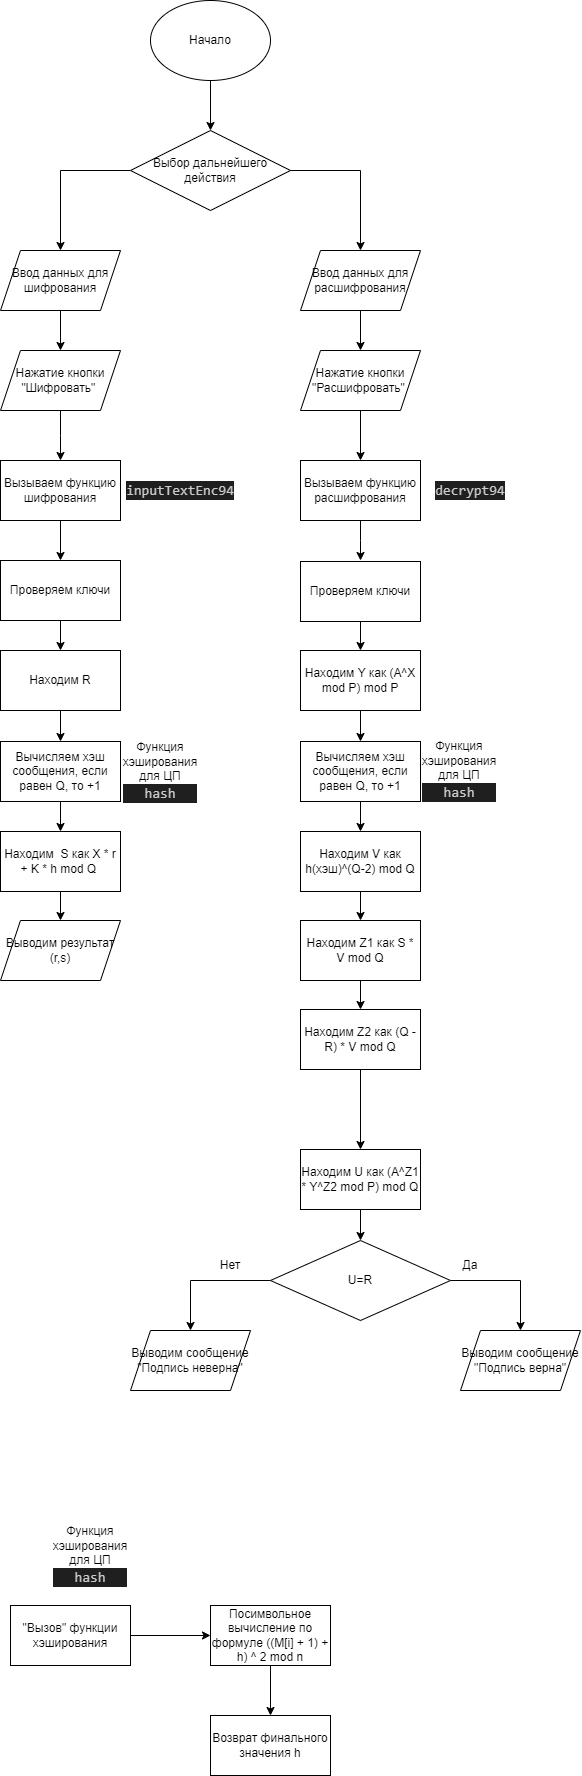 Начало
Выбор дальнейшего
действия
Ввод данных для
шифрования
Ввод данных для
расшифрования
Нажатие кнопки
"Шифровать"
Нажатие кнопки
"Расшифровать"
Вызываем функцию
шифрования
inputTextEnc94
Вызываем функцию
расшифрования
decrypt94
Проверяем ключи
Проверяем ключи
Находим R
Находим Y как (A^X
mod P) mod P
Вычисляем хэш
сообщения, если
равен Q, то +1
Функция
хэширования
для ЦП
hash
Вычисляем хэш
сообщения, если
равен Q, то +1
Функция
хэширования
для ЦП
hash
Находим S как X * r
+ K * h mod Q
Находим V как
h(хэш)^(Q-2) mod Q
Выводим результат
(r,s)
Находим Z1 как S *
V mod Q
Находим Z2 как (Q -
R) * V mod Q
Находим U как (A^Z1
* Y^Z2 mod P) mod Q
U=R
Нет
Да
Выводим сообщение
"Подпись неверна"
Выводим сообщение
"Подпись верна"
Функция
хэширования
для ЦП
hash
"Вызов" функции
хэширования
Посимвольное
вычисление по
формуле ((M[i] + 1) +
h) ^ 2 mod n
Возврат финального
значения h